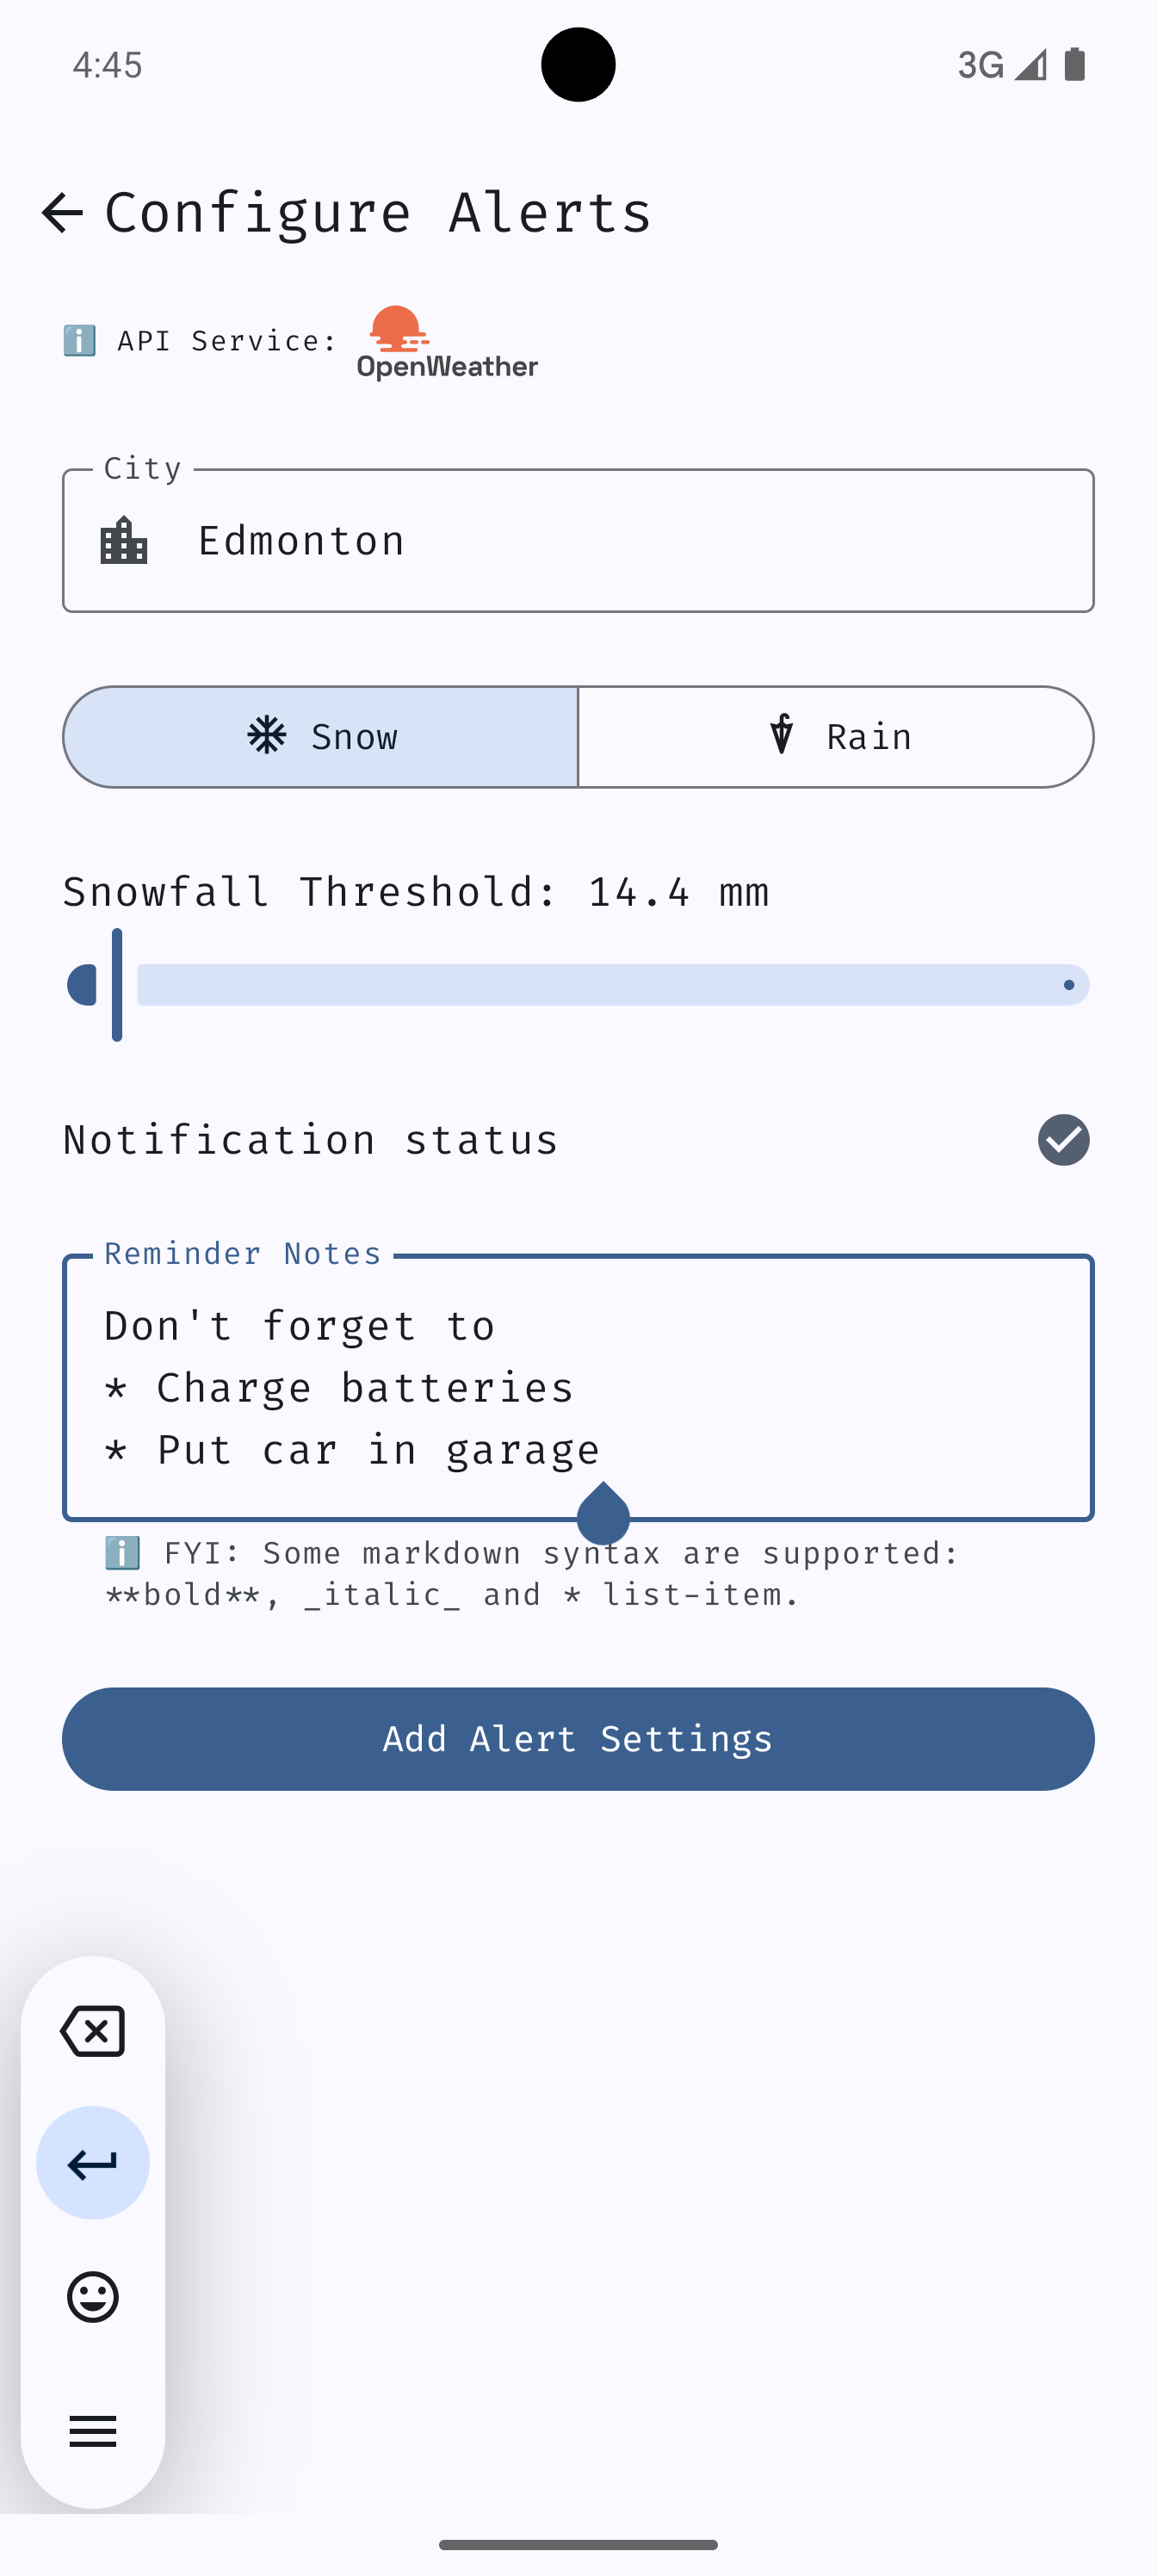 4:45
3G
Configure Alerts
ℹ️ API Service: OpenWeather
City
Edmonton
Snow
Rain
Snowfall Threshold: 14.4 mm
Notification status
Reminder Notes
Don't forget to
* Charge batteries
* Put car in garage
ℹ️ FYI: Some markdown syntax are supported:
**bold**, _italic_ and * list-item.
Add Alert Settings